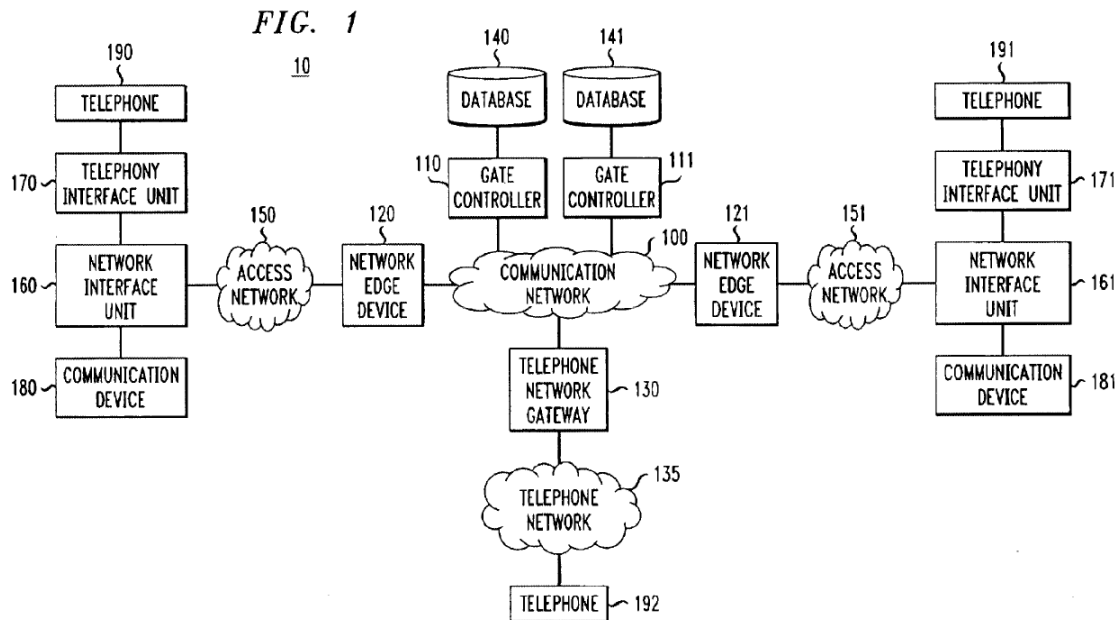 FIG. 1
10
190
TELEPHONE
170
TELEPHONY
INTERFACE UNIT
160
NETWORK
INTERFACE
UNIT
180
COMMUNICATION
DEVICE
150
ACCESS
NETWORK
120
NETWORK
EDGE
DEVICE
140
DATABASE
141
DATABASE
110
GATE
CONTROLLER
111
GATE
CONTROLLER
100
COMMUNICATION
NETWORK
TELEPHONE
NETWORK
GATEWAY
130
TELEPHONE
NETWORK
135
TELEPHONE
192
121
NETWORK
EDGE
DEVICE
151
ACCESS
NETWORK
191
TELEPHONE
TELEPHONY
INTERFACE UNIT
171
NETWORK
INTERFACE
UNIT
161
COMMUNICATION
DEVICE
181